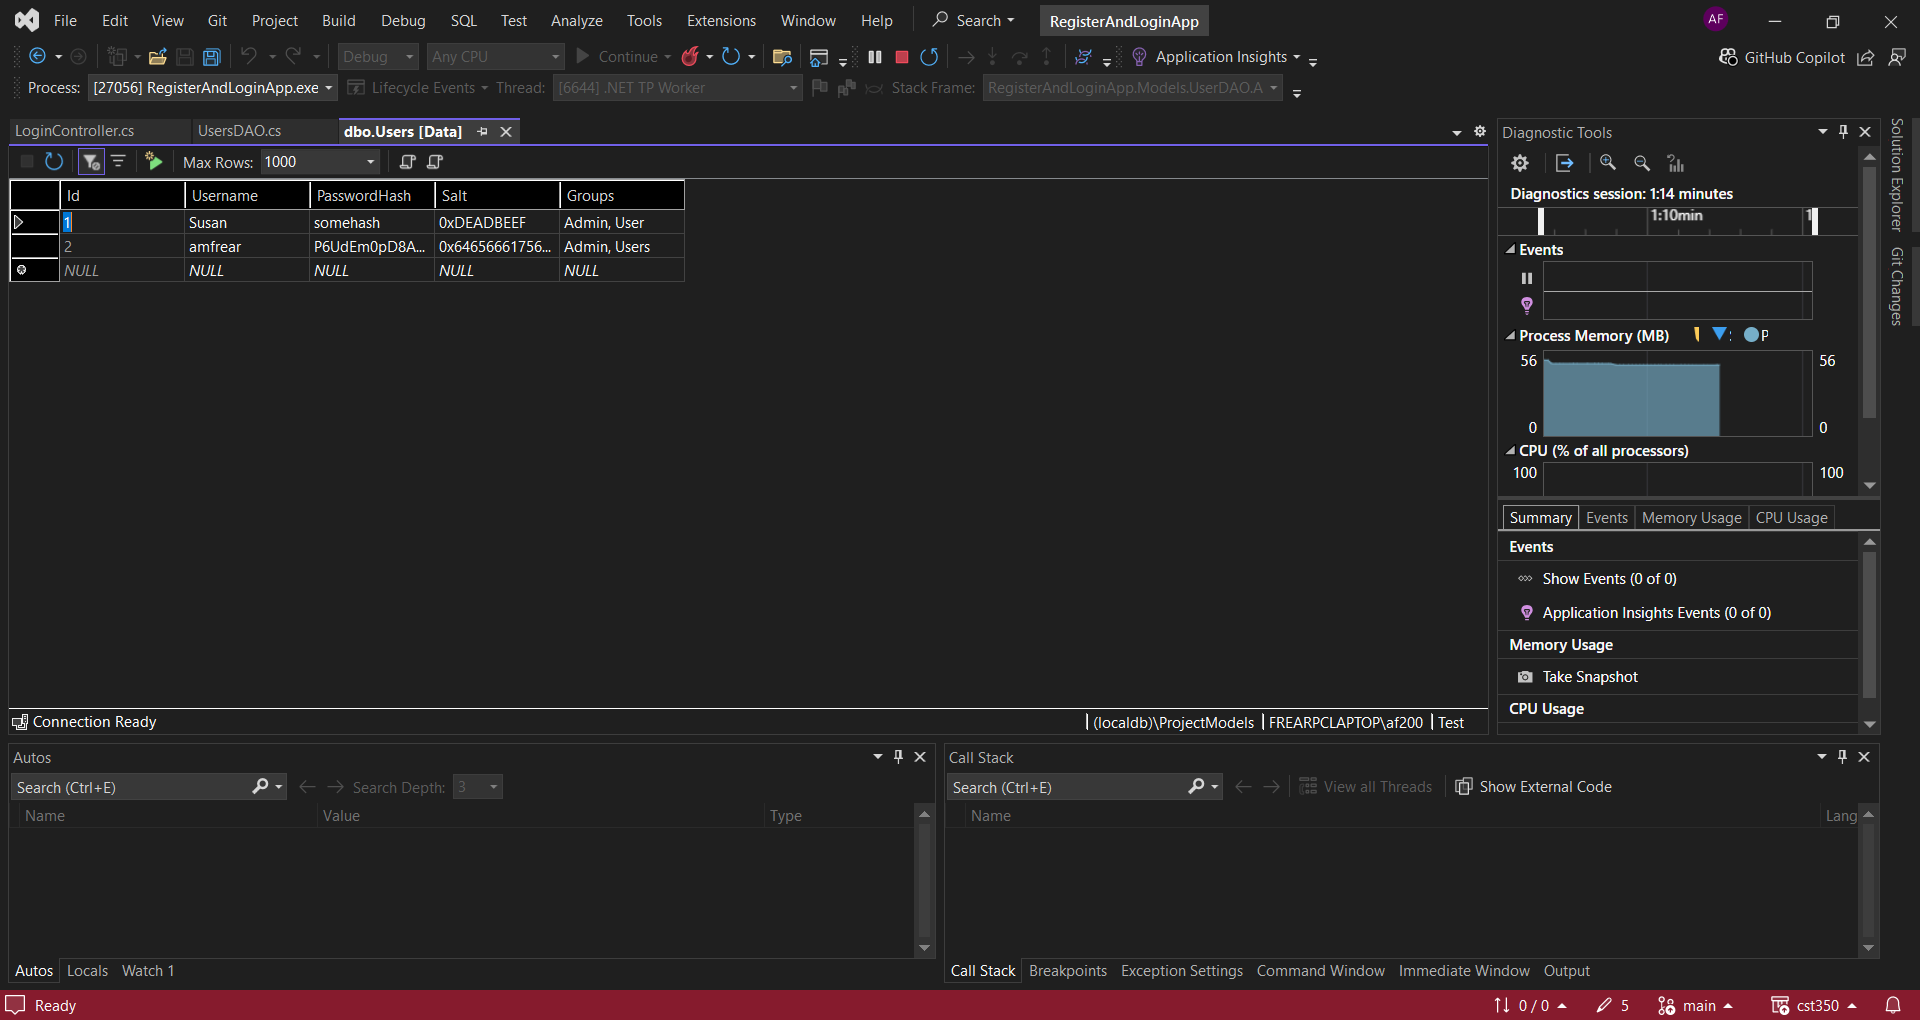 File Edit View Git Project Build Debug SQL Test Analyze Tools Extensions Window Help Search RegisterAndLoginApp AF
Debug Any CPU Continue Application Insights GitHub Copilot
Process: [27056] RegisterAndLoginApp.exe Lifecycle Events Thread: [6644] .NET TP Worker Stack Frame: RegisterAndLoginApp.Models.UserDAO.A
LoginController.cs UsersDAO.cs dbo.Users [Data]
Max Rows: 1000
Id Username PasswordHash Salt Groups
1 Susan somehash 0xDEADBEEF Admin, User
2 amfrear P6UdEm0pD8A... 0x64656661756... Admin, Users
NULL NULL NULL NULL NULL
Connection Ready (localdb)\ProjectModels FREARPCLAPTOP\af200 Test
Diagnostic Tools
Diagnostics session: 1:14 minutes
1:10min 1
Events
Process Memory (MB) P
56 56
0 0
CPU (% of all processors)
100 100
Summary Events Memory Usage CPU Usage
Events
Show Events (0 of 0)
Application Insights Events (0 of 0)
Memory Usage
Take Snapshot
CPU Usage
Solution Explorer
Git Changes
Autos
Search (Ctrl+E) Search Depth: 3
Name Value Type
Autos Locals Watch 1
Call Stack
Search (Ctrl+E) View all Threads Show External Code
Name Lang
Call Stack Breakpoints Exception Settings Command Window Immediate Window Output
Ready 0 / 0 5 main cst350